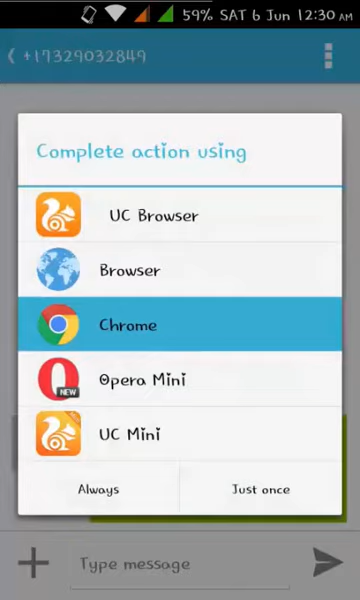 59% SAT 6 Jun 12:30 AM
+17329032849
Complete action using
UC Browser
Browser
Chrome
Opera Mini
NEW
UC Mini
Always
Just once
Type message